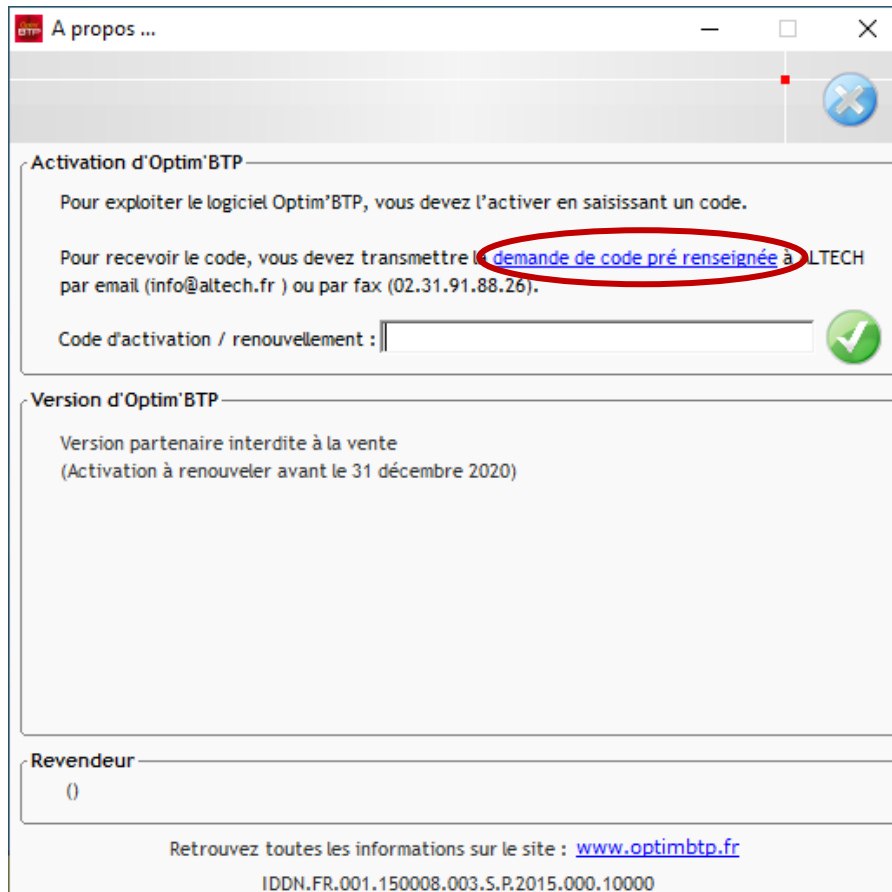 Optim BTP A propos ...
Activation d'Optim'BTP
Pour exploiter le logiciel Optim’BTP, vous devez l’activer en saisissant un code.
Pour recevoir le code, vous devez transmettre la demande de code pré renseignée à ALTECH
par email (info@altech.fr ) ou par fax (02.31.91.88.26).
Code d'activation / renouvellement :
Version d'Optim'BTP
Version partenaire interdite à la vente
(Activation à renouveler avant le 31 décembre 2020)
Revendeur
()
Retrouvez toutes les informations sur le site : www.optimbtp.fr
IDDN.FR.001.150008.003.S.P.2015.000.10000